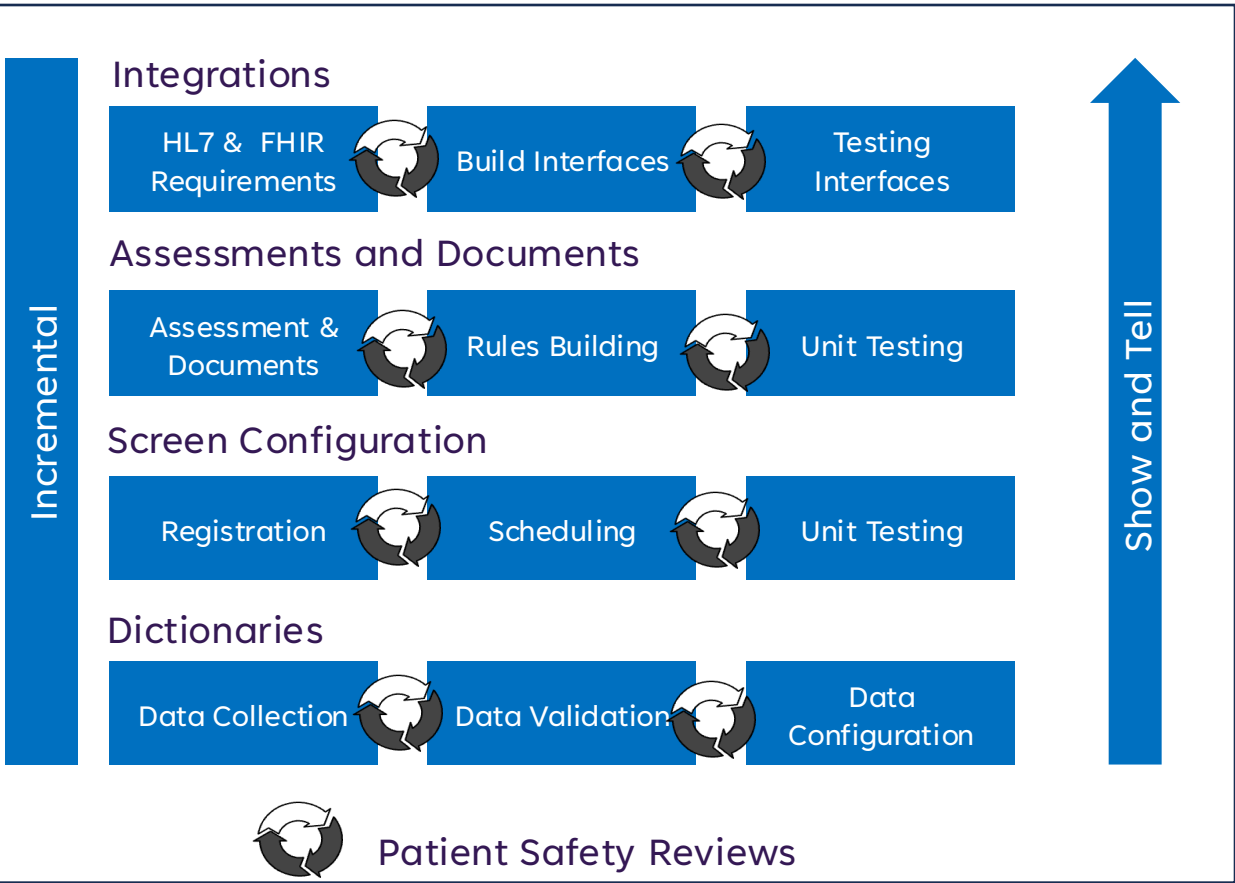 Integrations
HL7 & FHIR
Requirements
Build Interfaces
Testing
Interfaces
Assessments and Documents
Assessment &
Documents
Rules Building
Unit Testing
Screen Configuration
Registration
Scheduling
Unit Testing
Dictionaries
Data Collection
Data Validation
Data
Configuration
Patient Safety Reviews
Incremental
Show and Tell